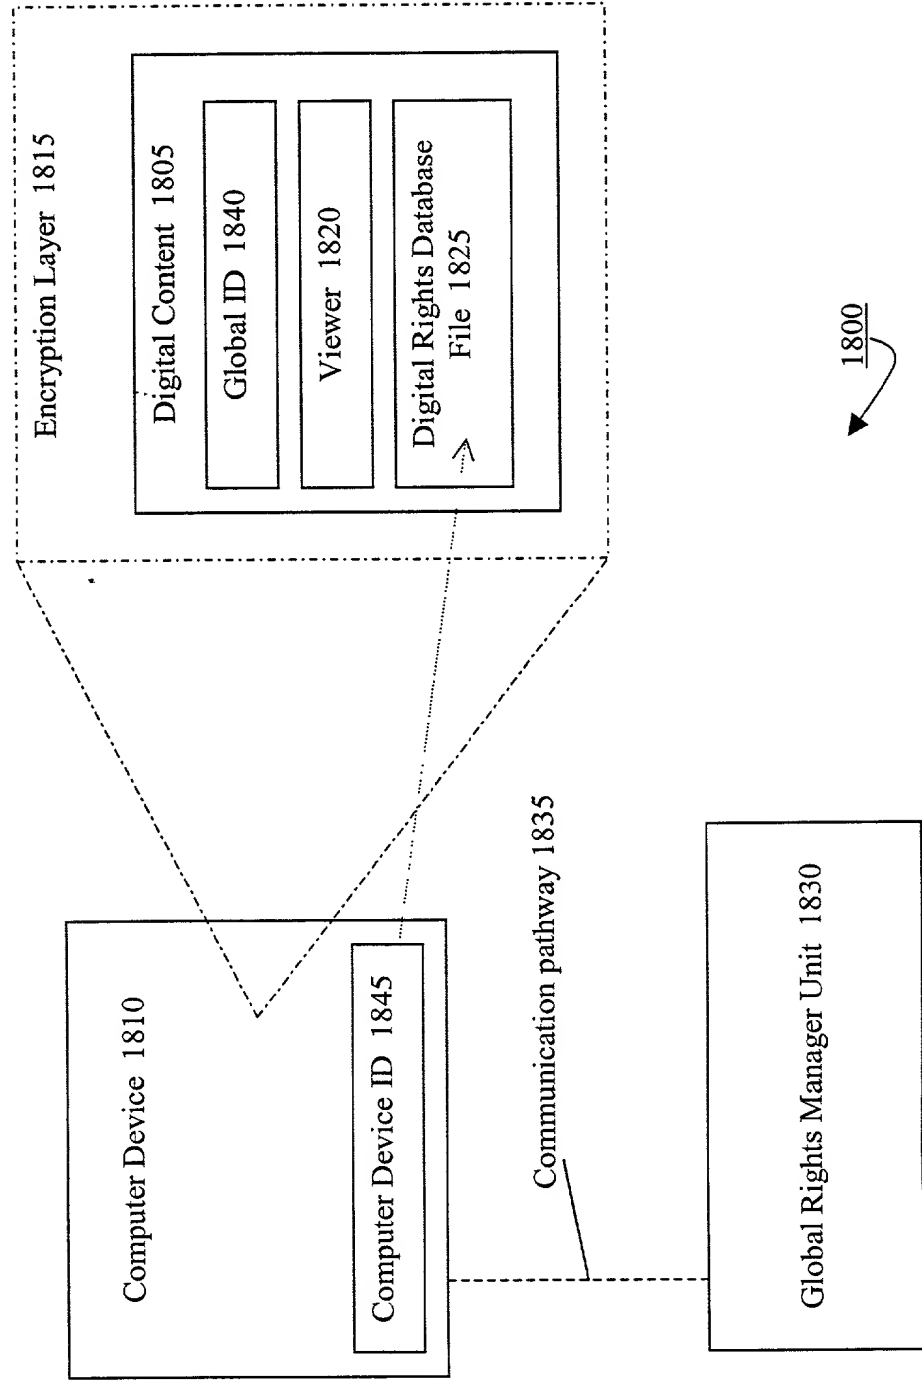 Encryption Layer 1815
Digital Content 1805
Global ID 1840
Viewer 1820
Digital Rights Database
File 1825
Computer Device 1810
Computer Device ID 1845
Communication pathway 1835
Global Rights Manager Unit 1830
1800